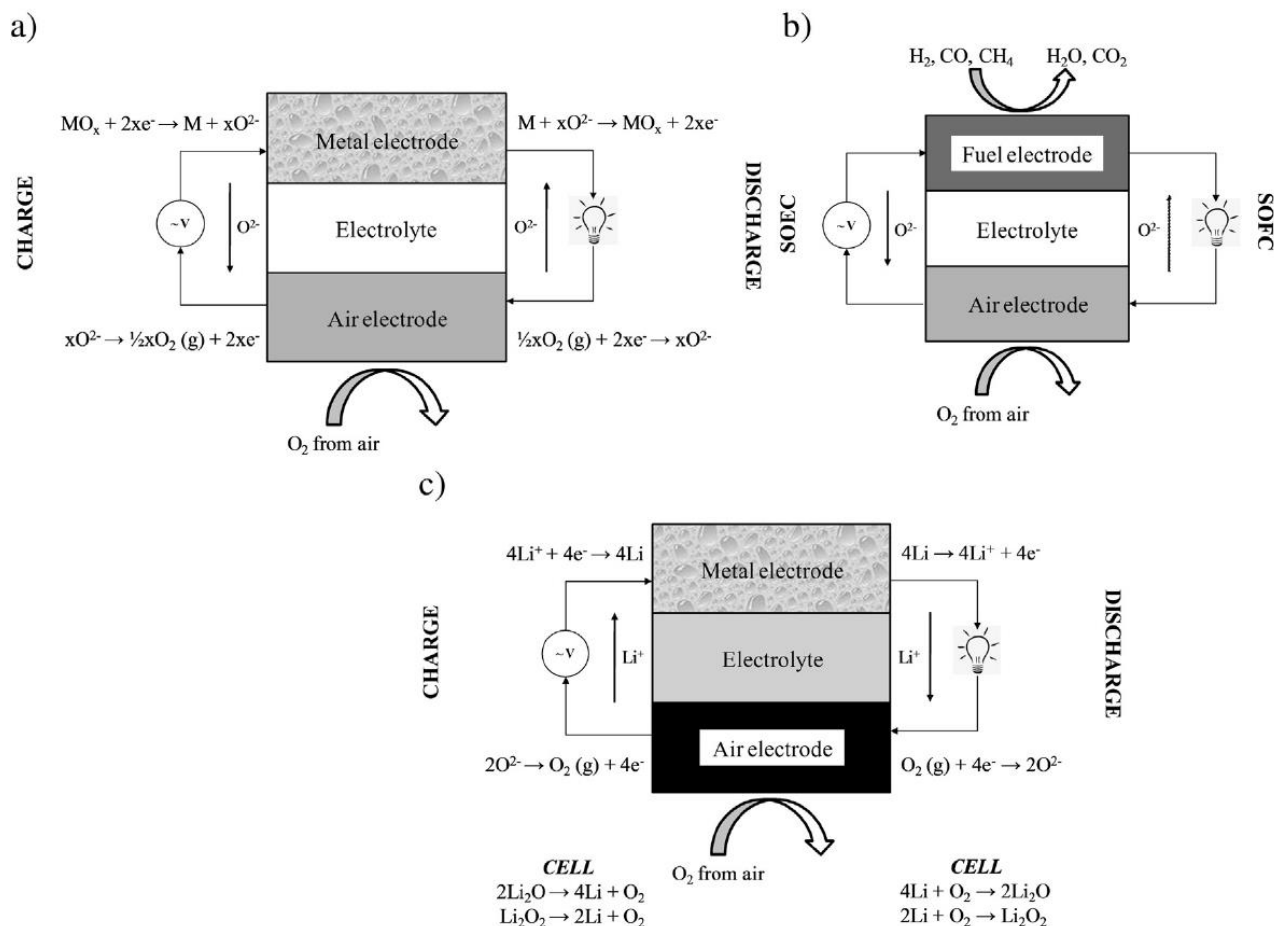 a)
MOₓ + 2xe⁻ → M + xO²⁻
M + xO²⁻ → MOₓ + 2xe⁻
Metal electrode
CHARGE
~V
O²⁻
Electrolyte
O²⁻
DISCHARGE
Air electrode
xO²⁻ → ½xO₂ (g) + 2xe⁻
½xO₂ (g) + 2xe⁻ → xO²⁻
O₂ from air
b)
H₂, CO, CH₄
H₂O, CO₂
Fuel electrode
SOEC
~V
O²⁻
Electrolyte
O²⁻
SOFC
Air electrode
O₂ from air
c)
4Li⁺ + 4e⁻ → 4Li
4Li → 4Li⁺ + 4e⁻
Metal electrode
CHARGE
~V
Li⁺
Electrolyte
Li⁺
DISCHARGE
Air electrode
2O²⁻ → O₂ (g) + 4e⁻
O₂ (g) + 4e⁻ → 2O²⁻
O₂ from air
CELL
2Li₂O → 4Li + O₂
Li₂O₂ → 2Li + O₂
CELL
4Li + O₂ → 2Li₂O
2Li + O₂ → Li₂O₂